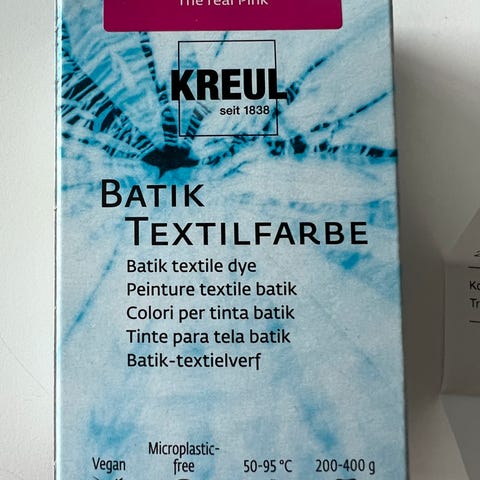 The real Pink
KREUL
seit 1838
BATIK
TEXTILFARBE
Batik textile dye
Peinture textile batik
Colori per tinta batik
Tinte para tela batik
Batik-textielverf
Microplastic-
Vegan free 50-95 °C 200-400 g